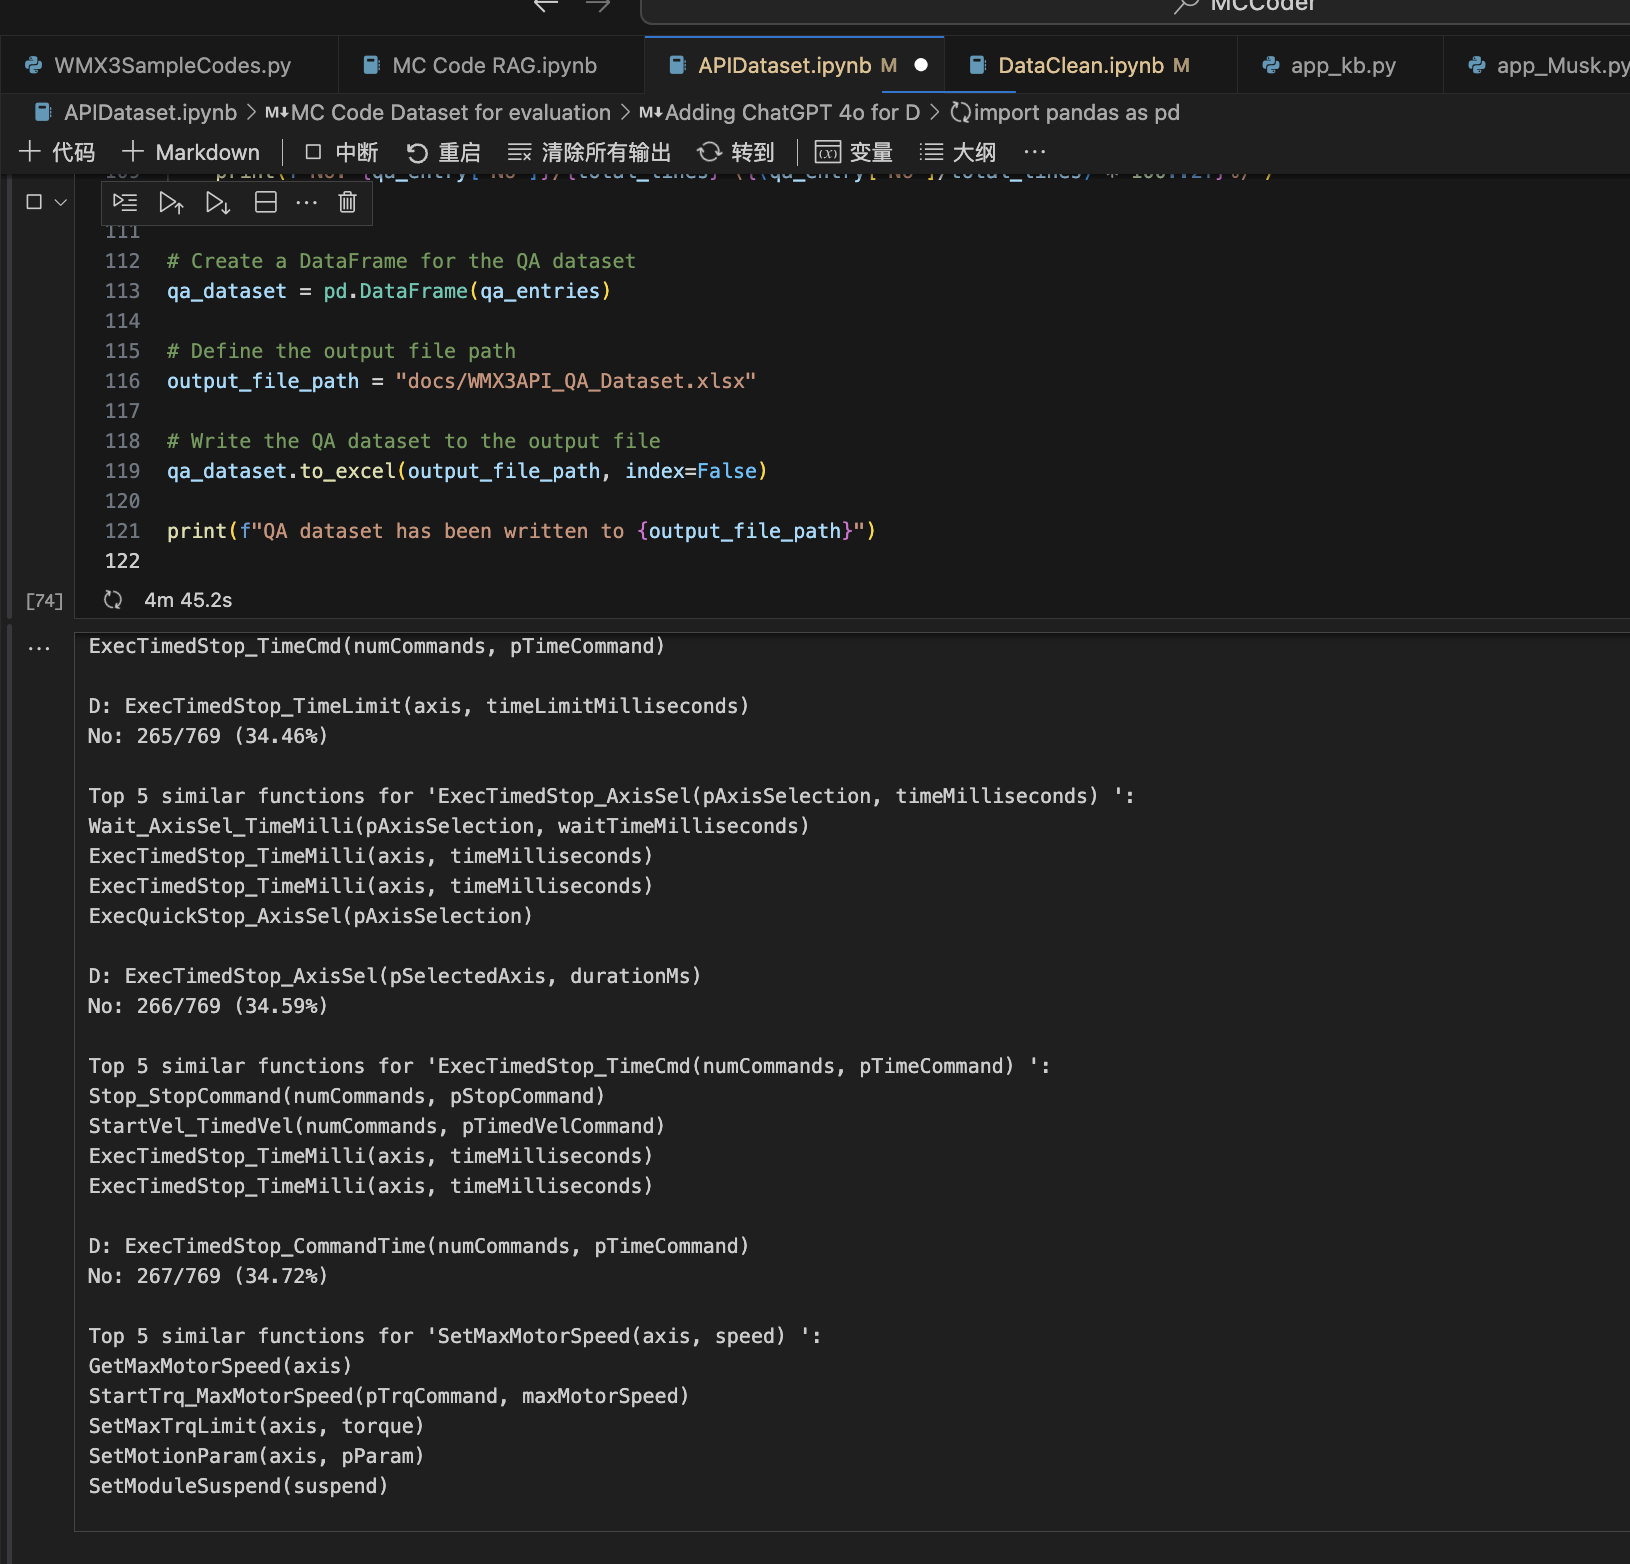 MCCoder
WMX3SampleCodes.py MC Code RAG.ipynb APIDataset.ipynb M DataClean.ipynb M app_kb.py app_Musk.py
APIDataset.ipynb > M↓MC Code Dataset for evaluation > M↓Adding ChatGPT 4o for D > import pandas as pd
+ 代码 + Markdown 中断 重启 清除所有输出 转到 (x) 变量 大纲 ···
111
112 # Create a DataFrame for the QA dataset
113 qa_dataset = pd.DataFrame(qa_entries)
114
115 # Define the output file path
116 output_file_path = "docs/WMX3API_QA_Dataset.xlsx"
117
118 # Write the QA dataset to the output file
119 qa_dataset.to_excel(output_file_path, index=False)
120
121 print(f"QA dataset has been written to {output_file_path}")
122
[74] 4m 45.2s
ExecTimedStop_TimeCmd(numCommands, pTimeCommand)
D: ExecTimedStop_TimeLimit(axis, timeLimitMilliseconds)
No: 265/769 (34.46%)
Top 5 similar functions for 'ExecTimedStop_AxisSel(pAxisSelection, timeMilliseconds) ':
Wait_AxisSel_TimeMilli(pAxisSelection, waitTimeMilliseconds)
ExecTimedStop_TimeMilli(axis, timeMilliseconds)
ExecTimedStop_TimeMilli(axis, timeMilliseconds)
ExecQuickStop_AxisSel(pAxisSelection)
D: ExecTimedStop_AxisSel(pSelectedAxis, durationMs)
No: 266/769 (34.59%)
Top 5 similar functions for 'ExecTimedStop_TimeCmd(numCommands, pTimeCommand) ':
Stop_StopCommand(numCommands, pStopCommand)
StartVel_TimedVel(numCommands, pTimedVelCommand)
ExecTimedStop_TimeMilli(axis, timeMilliseconds)
ExecTimedStop_TimeMilli(axis, timeMilliseconds)
D: ExecTimedStop_CommandTime(numCommands, pTimeCommand)
No: 267/769 (34.72%)
Top 5 similar functions for 'SetMaxMotorSpeed(axis, speed) ':
GetMaxMotorSpeed(axis)
StartTrq_MaxMotorSpeed(pTrqCommand, maxMotorSpeed)
SetMaxTrqLimit(axis, torque)
SetMotionParam(axis, pParam)
SetModuleSuspend(suspend)